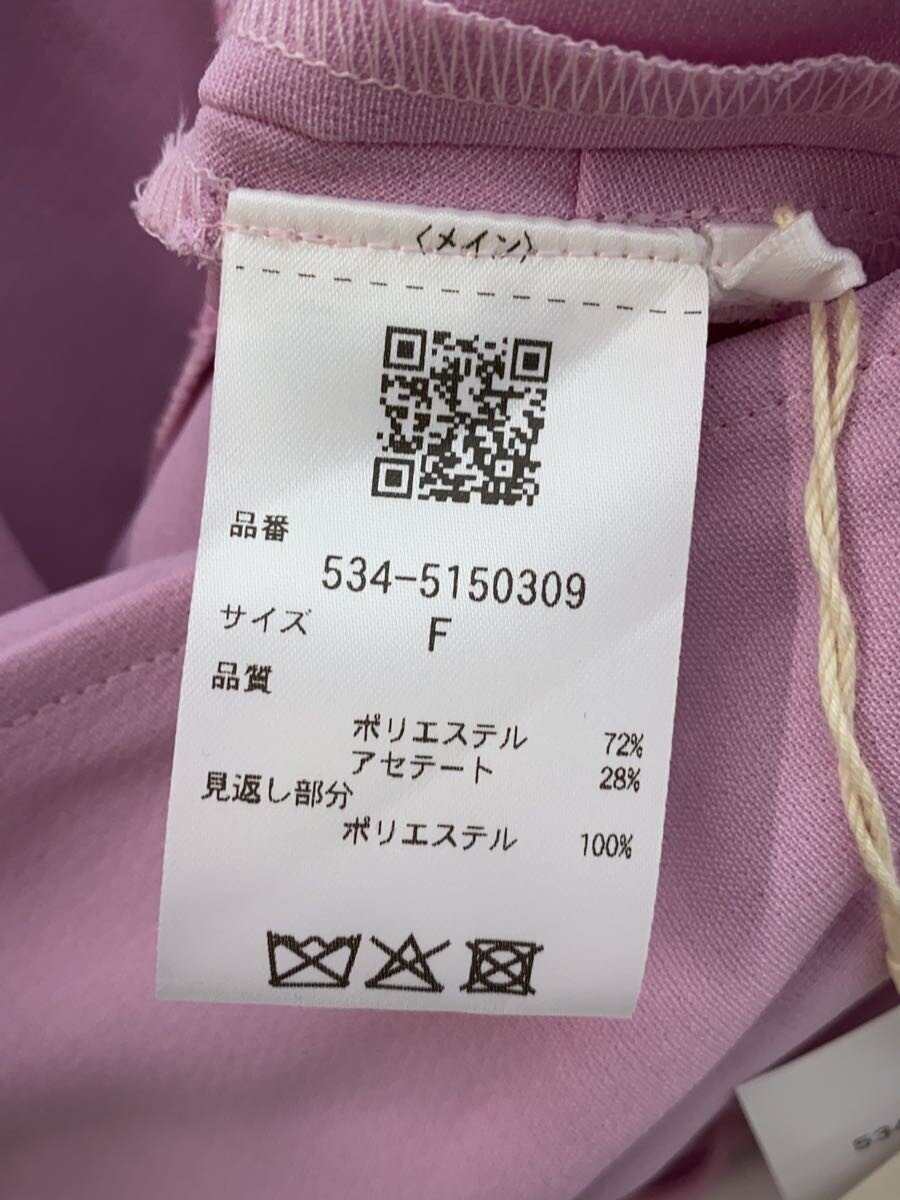 〈メイン〉
品番
534-5150309
サイズ F
品質
ポリエステル 72%
アセテート 28%
見返し部分
ポリエステル 100%
534